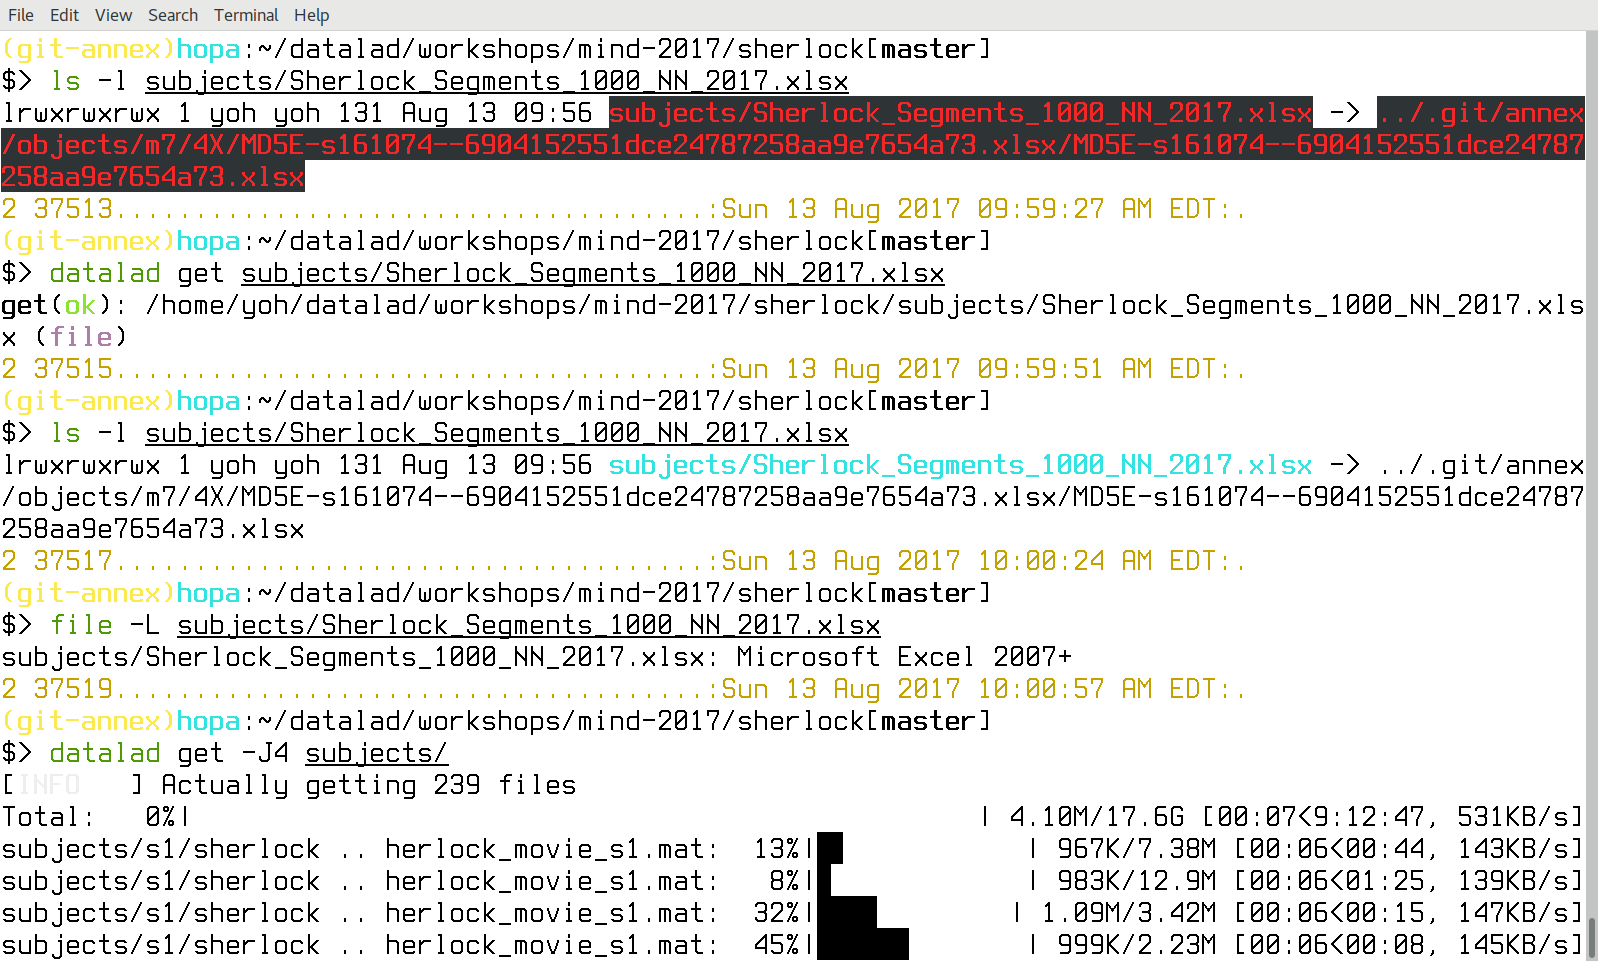 File Edit View Search Terminal Help
(git-annex)hopa:~/datalad/workshops/mind-2017/sherlock[master]
$> ls -l subjects/Sherlock_Segments_1000_NN_2017.xlsx
lrwxrwxrwx 1 yoh yoh 131 Aug 13 09:56 subjects/Sherlock_Segments_1000_NN_2017.xlsx -> ../.git/annex
/objects/m7/4X/MD5E-s161074--6904152551dce24787258aa9e7654a73.xlsx/MD5E-s161074--6904152551dce24787
258aa9e7654a73.xlsx
2 37513.....................................:Sun 13 Aug 2017 09:59:27 AM EDT:.
(git-annex)hopa:~/datalad/workshops/mind-2017/sherlock[master]
$> datalad get subjects/Sherlock_Segments_1000_NN_2017.xlsx
get(ok): /home/yoh/datalad/workshops/mind-2017/sherlock/subjects/Sherlock_Segments_1000_NN_2017.xls
x (file)
2 37515.....................................:Sun 13 Aug 2017 09:59:51 AM EDT:.
(git-annex)hopa:~/datalad/workshops/mind-2017/sherlock[master]
$> ls -l subjects/Sherlock_Segments_1000_NN_2017.xlsx
lrwxrwxrwx 1 yoh yoh 131 Aug 13 09:56 subjects/Sherlock_Segments_1000_NN_2017.xlsx -> ../.git/annex
/objects/m7/4X/MD5E-s161074--6904152551dce24787258aa9e7654a73.xlsx/MD5E-s161074--6904152551dce24787
258aa9e7654a73.xlsx
2 37517.....................................:Sun 13 Aug 2017 10:00:24 AM EDT:.
(git-annex)hopa:~/datalad/workshops/mind-2017/sherlock[master]
$> file -L subjects/Sherlock_Segments_1000_NN_2017.xlsx
subjects/Sherlock_Segments_1000_NN_2017.xlsx: Microsoft Excel 2007+
2 37519.....................................:Sun 13 Aug 2017 10:00:57 AM EDT:.
(git-annex)hopa:~/datalad/workshops/mind-2017/sherlock[master]
$> datalad get -J4 subjects/
[INFO   ] Actually getting 239 files
Total:   0%| | 4.10M/17.6G [00:07<9:12:47, 531KB/s]
subjects/s1/sherlock .. herlock_movie_s1.mat:  13%| | 967K/7.38M [00:06<00:44, 143KB/s]
subjects/s1/sherlock .. herlock_movie_s1.mat:   8%| | 983K/12.9M [00:06<01:25, 139KB/s]
subjects/s1/sherlock .. herlock_movie_s1.mat:  32%| | 1.09M/3.42M [00:06<00:15, 147KB/s]
subjects/s1/sherlock .. herlock_movie_s1.mat:  45%| | 999K/2.23M [00:06<00:08, 145KB/s]